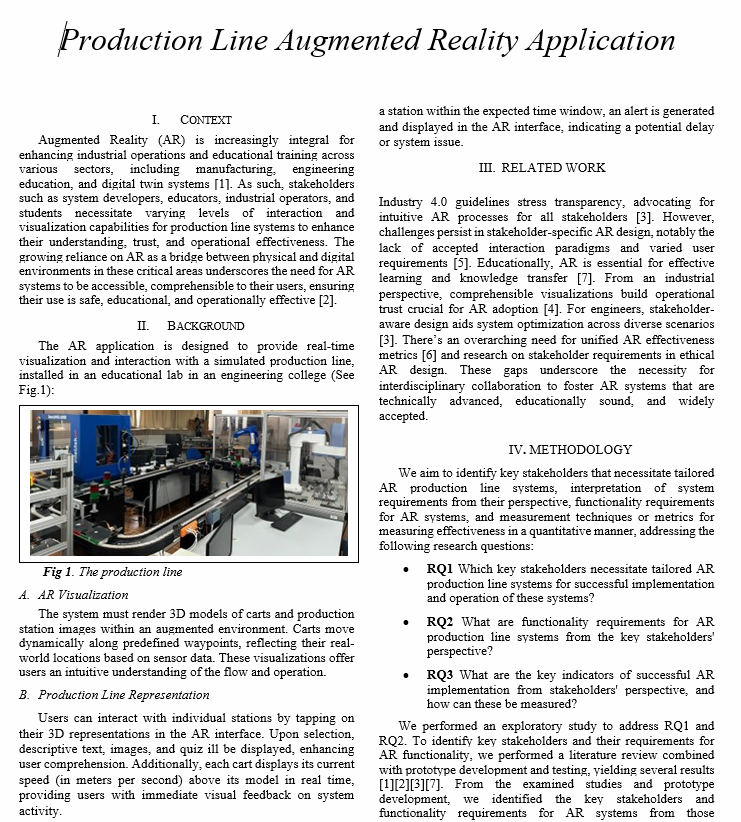 Production Line Augmented Reality Application
I. CONTEXT
Augmented Reality (AR) is increasingly integral for
enhancing industrial operations and educational training across
various sectors, including manufacturing, engineering
education, and digital twin systems [1]. As such, stakeholders
such as system developers, educators, industrial operators, and
students necessitate varying levels of interaction and
visualization capabilities for production line systems to enhance
their understanding, trust, and operational effectiveness. The
growing reliance on AR as a bridge between physical and digital
environments in these critical areas underscores the need for AR
systems to be accessible, comprehensible to their users, ensuring
their use is safe, educational, and operationally effective [2].
II. BACKGROUND
The AR application is designed to provide real-time
visualization and interaction with a simulated production line,
installed in an educational lab in an engineering college (See
Fig.1):
Fig 1. The production line
A. AR Visualization
The system must render 3D models of carts and production
station images within an augmented environment. Carts move
dynamically along predefined waypoints, reflecting their real-
world locations based on sensor data. These visualizations offer
users an intuitive understanding of the flow and operation.
B. Production Line Representation
Users can interact with individual stations by tapping on
their 3D representations in the AR interface. Upon selection,
descriptive text, images, and quiz ill be displayed, enhancing
user comprehension. Additionally, each cart displays its current
speed (in meters per second) above its model in real time,
providing users with immediate visual feedback on system
activity.
a station within the expected time window, an alert is generated
and displayed in the AR interface, indicating a potential delay
or system issue.
III. RELATED WORK
Industry 4.0 guidelines stress transparency, advocating for
intuitive AR processes for all stakeholders [3]. However,
challenges persist in stakeholder-specific AR design, notably the
lack of accepted interaction paradigms and varied user
requirements [5]. Educationally, AR is essential for effective
learning and knowledge transfer [7]. From an industrial
perspective, comprehensible visualizations build operational
trust crucial for AR adoption [4]. For engineers, stakeholder-
aware design aids system optimization across diverse scenarios
[3]. There's an overarching need for unified AR effectiveness
metrics [6] and research on stakeholder requirements in ethical
AR design. These gaps underscore the necessity for
interdisciplinary collaboration to foster AR systems that are
technically advanced, educationally sound, and widely
accepted.
IV. METHODOLOGY
We aim to identify key stakeholders that necessitate tailored
AR production line systems, interpretation of system
requirements from their perspective, functionality requirements
for AR systems, and measurement techniques or metrics for
measuring effectiveness in a quantitative manner, addressing the
following research questions:
• RQ1 Which key stakeholders necessitate tailored AR
production line systems for successful implementation
and operation of these systems?
• RQ2 What are functionality requirements for AR
production line systems from the key stakeholders'
perspective?
• RQ3 What are the key indicators of successful AR
implementation from stakeholders' perspective, and
how can these be measured?
We performed an exploratory study to address RQ1 and
RQ2. To identify key stakeholders and their requirements for
AR functionality, we performed a literature review combined
with prototype development and testing, yielding several results
[1][2][3][7]. From the examined studies and prototype
development, we identified the key stakeholders and
functionality requirements for AR systems from those